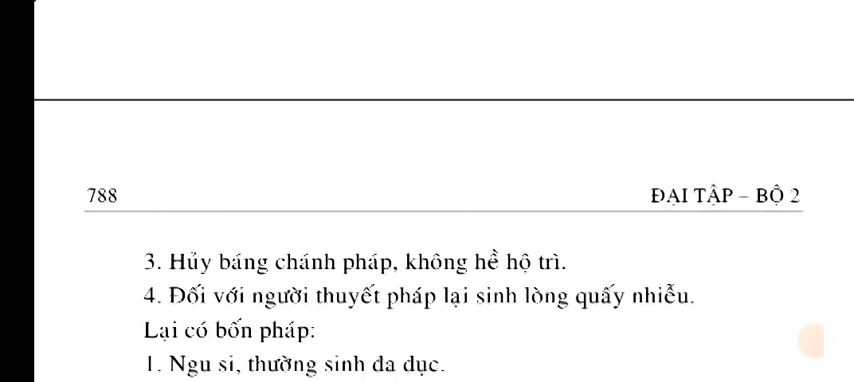 788 ĐẠI TẬP – BỘ 2
3. Hủy báng chánh pháp, không hề hộ trì.
4. Đối với người thuyết pháp lại sinh lòng quấy nhiễu.
Lại có bốn pháp:
1. Ngu si, thường sinh đa dục.